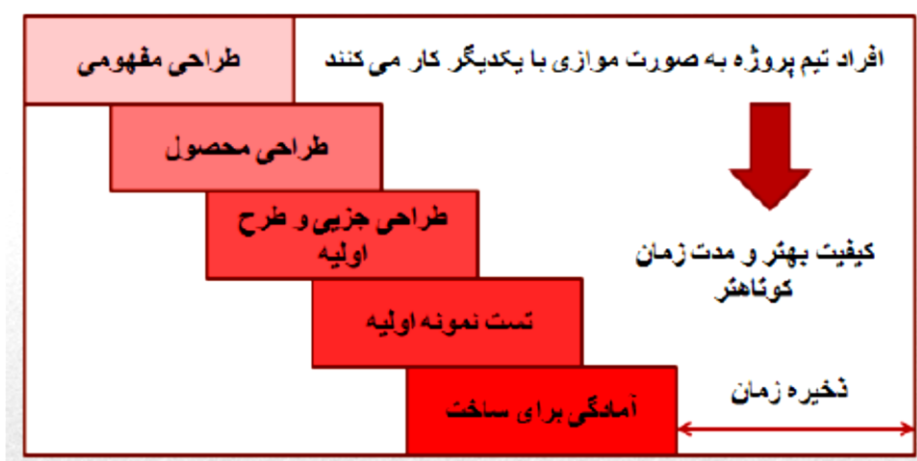 افراد تیم پروژه به صورت موازی با یکدیگر کار می کنند
طراحی مفهومی
طراحی محصول
طراحی جزیی و طرح
اولیه
کیفیت بهتر و مدت زمان
کوتاهتر
تست نمونه اولیه
ذخیره زمان
آمادگی برای ساخت